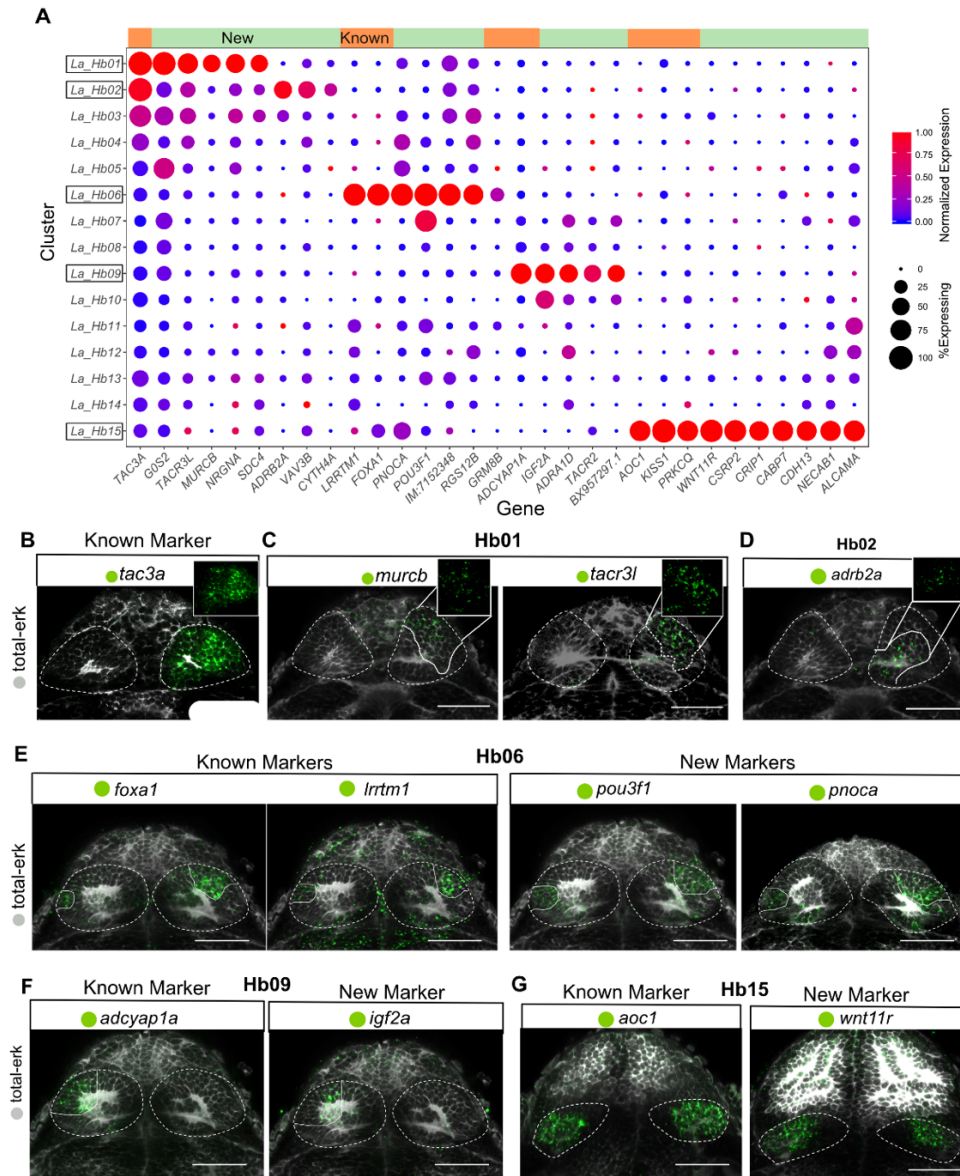 A
New Known
La_Hb01
La_Hb02
La_Hb03
La_Hb04
La_Hb05
La_Hb06
La_Hb07
La_Hb08
La_Hb09
La_Hb10
La_Hb11
La_Hb12
La_Hb13
La_Hb14
La_Hb15
Cluster
TAC3A G0S2 TACR3L MURCB NRGNA SDC4 ADRB2A VAV3B CYTH4A LRRTM1 FOXA1 PNOCA POU3F1 IM:7152348 RGS12B GRM8B ADCYAP1A IGF2A ADRA1D TACR2 BX957297.1 AOC1 KISS1 PRKCQ WNT11R CSRP2 CRIP1 CABP7 CDH13 NECAB1 ALCAMA
Gene
1.00
0.75
0.50
0.25
0.00
Normalized Expression
0
25
50
75
100
%Expressing
B Known Marker
tac3a
total-erk
C Hb01
murcb tacr3l
D Hb02
adrb2a
E Known Markers Hb06 New Markers
foxa1 lrrtm1 pou3f1 pnoca
total-erk
F Known Marker Hb09 New Marker
adcyap1a igf2a
total-erk
G Known Marker Hb15 New Marker
aoc1 wnt11r